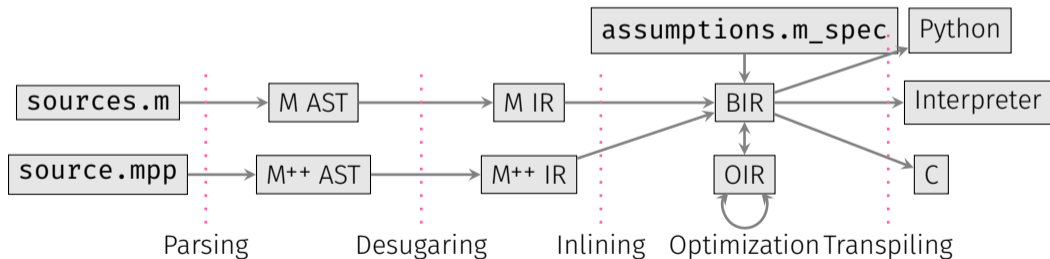 assumptions.m_spec
Python
sources.m
M AST
M IR
BIR
Interpreter
source.mpp
M++ AST
M++ IR
OIR
C
Parsing
Desugaring
Inlining
Optimization
Transpiling